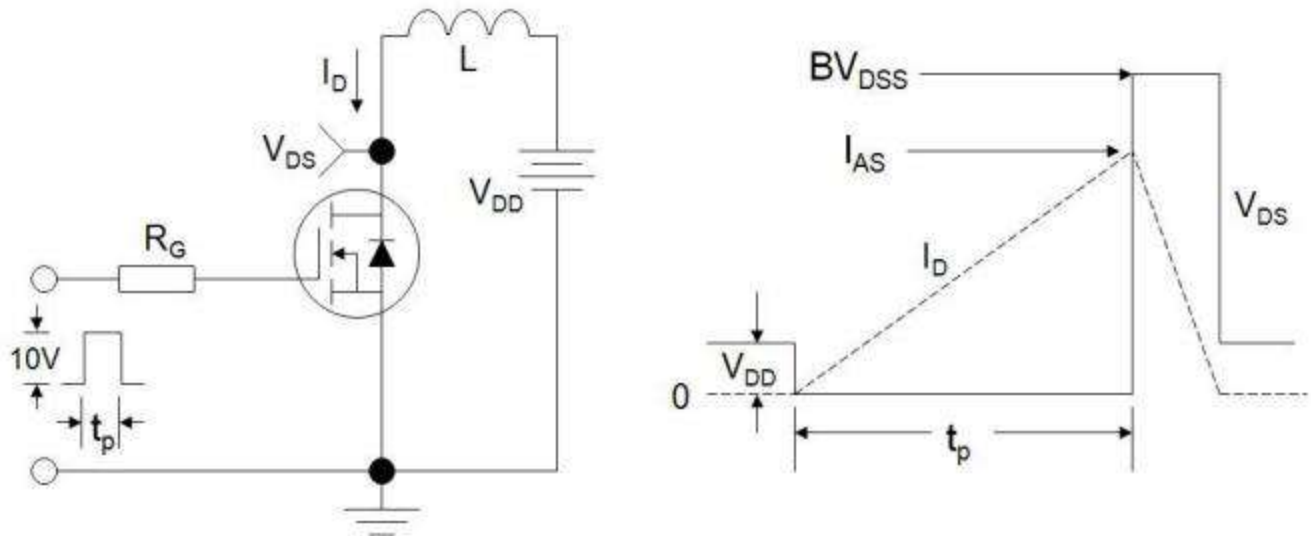 L
I_D
V_DS
V_DD
R_G
10V
t_p
BV_DSS
I_AS
I_D
V_DS
V_DD
0
t_p